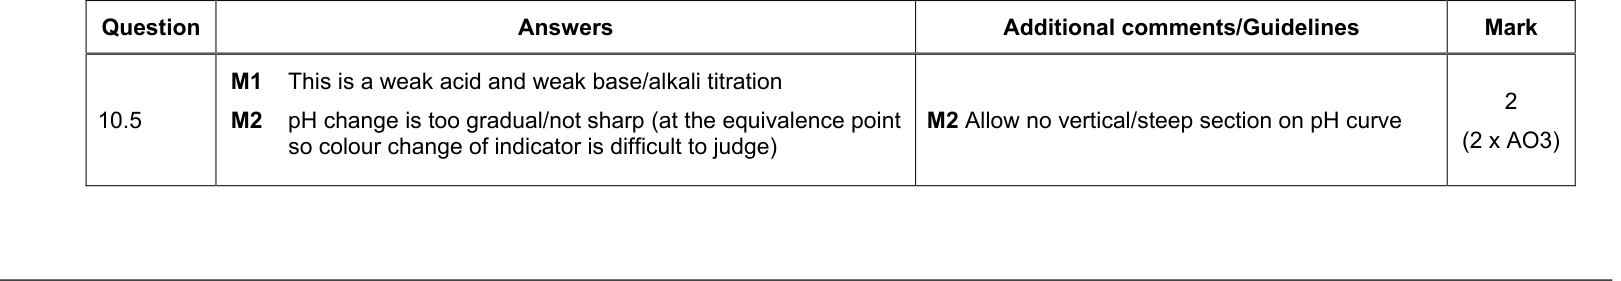 Question Answers Additional comments/Guidelines Mark
M1 This is a weak acid and weak base/alkali titration
10.5 M2 pH change is too gradual/not sharp (at the equivalence point
so colour change of indicator is difficult to judge)
M2 Allow no vertical/steep section on pH curve
2
(2 x AO3)